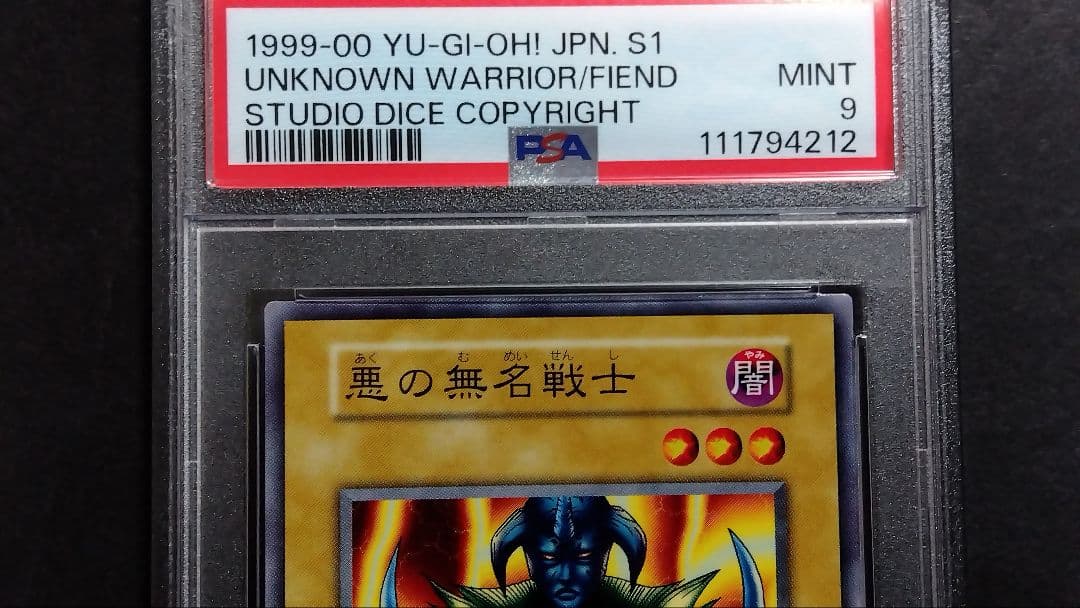 1999-00 YU-GI-OH! JPN. S1
UNKNOWN WARRIOR/FIEND MINT
STUDIO DICE COPYRIGHT 9
PSA 111794212
あく む めい せん し
悪の無名戦士
やみ
闇